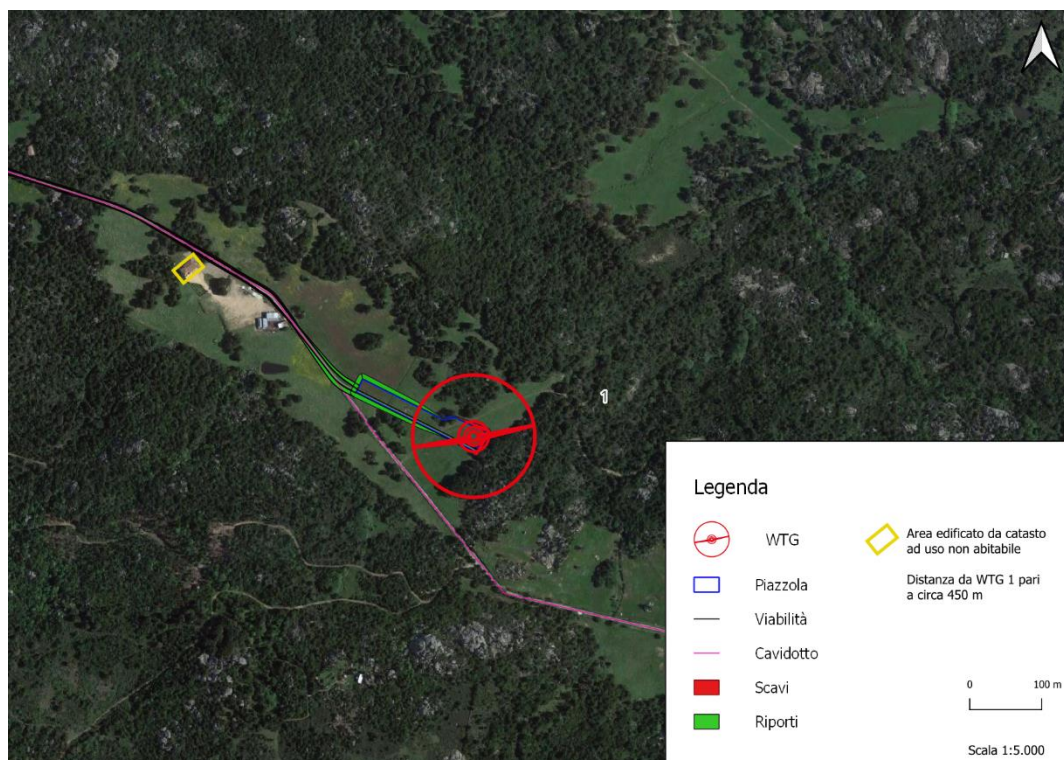 1
Legenda
WTG
Piazzola
Viabilità
Cavidotto
Scavi
Riporti
Area edificato da catasto
ad uso non abitabile
Distanza da WTG 1 pari
a circa 450 m
0 100 m
Scala 1:5.000